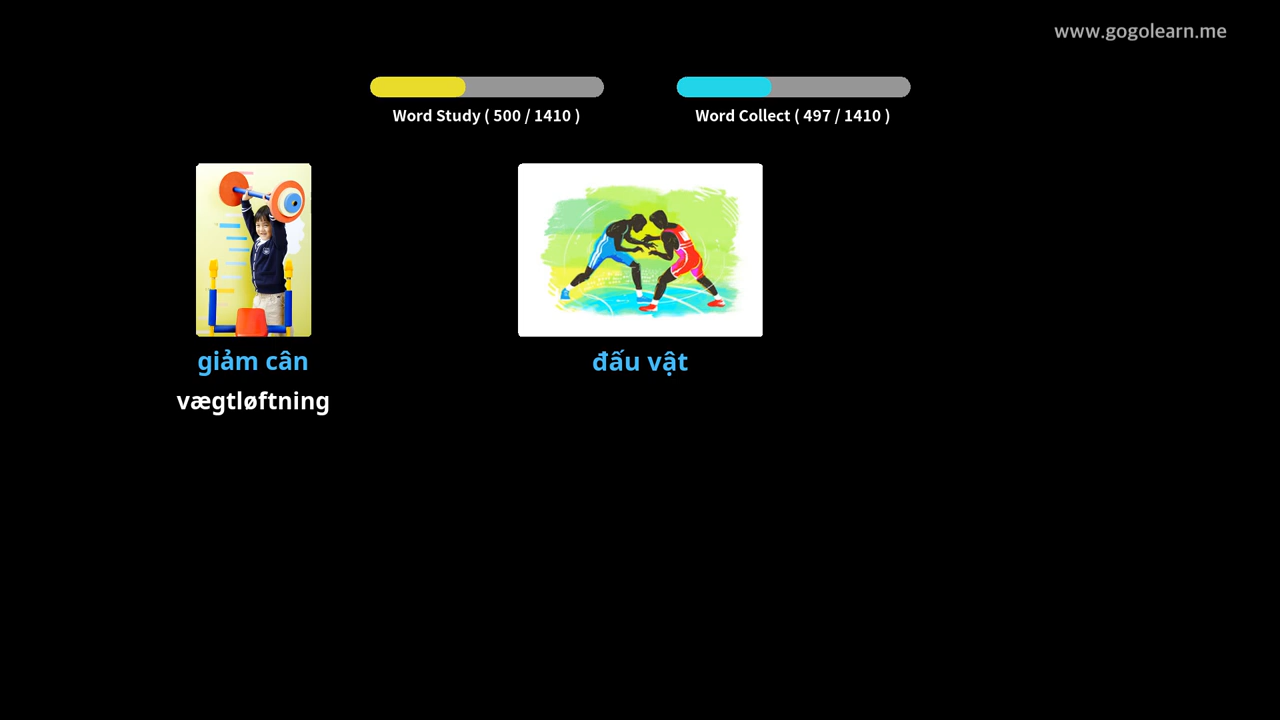 www.gogolearn.me
Word Study ( 500 / 1410 )
Word Collect ( 497 / 1410 )
giảm cân
đấu vật
vægtløftning